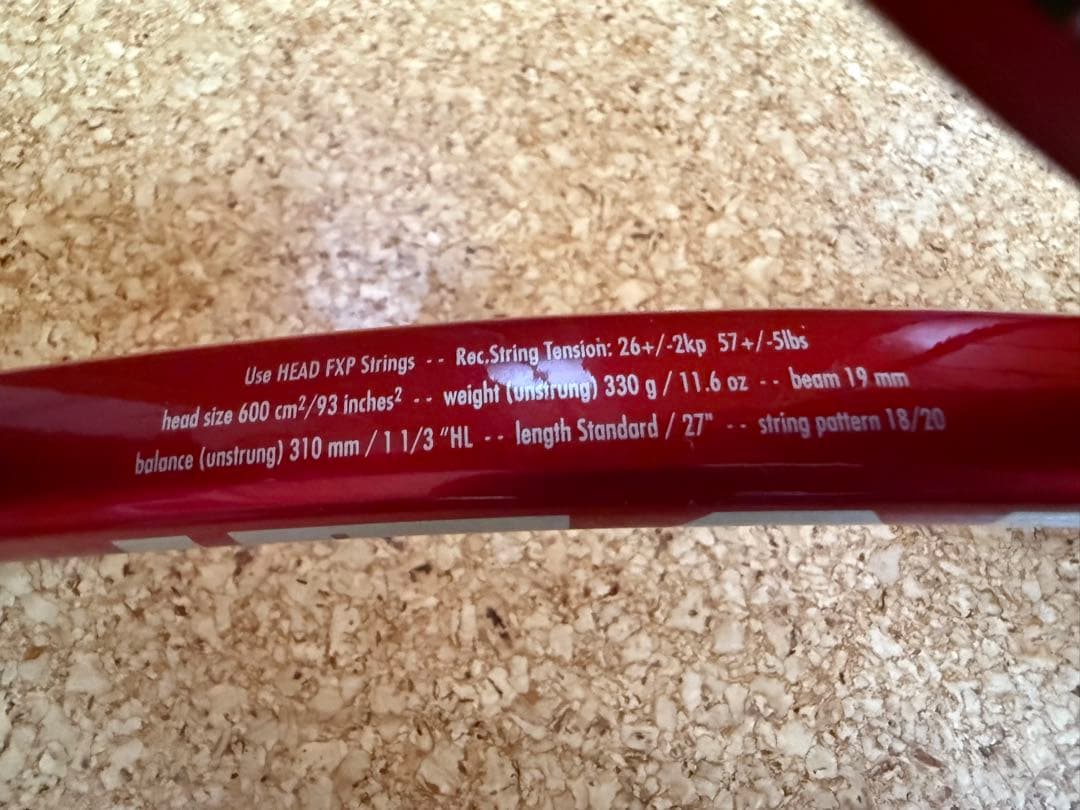 Use HEAD FXP Strings -- Rec.String Tension: 26+/-2kp 57+/-5lbs
head size 600 cm²/93 inches² -- weight (unstrung) 330 g / 11.6 oz -- beam 19 mm
balance (unstrung) 310 mm / 1 1/3 "HL -- length Standard / 27" -- string pattern 18/20